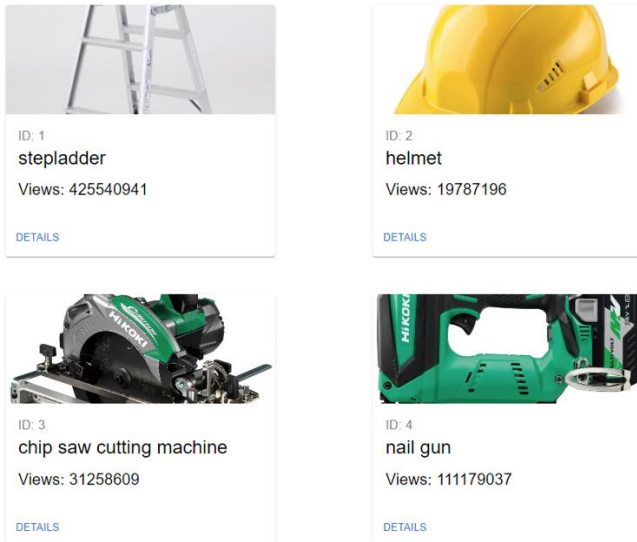 ID: 1
stepladder
Views: 425540941
DETAILS
ID: 2
helmet
Views: 19787196
DETAILS
HiKOKI
ID: 3
chip saw cutting machine
Views: 31258609
DETAILS
HiKOKI
ID: 4
nail gun
Views: 111179037
DETAILS